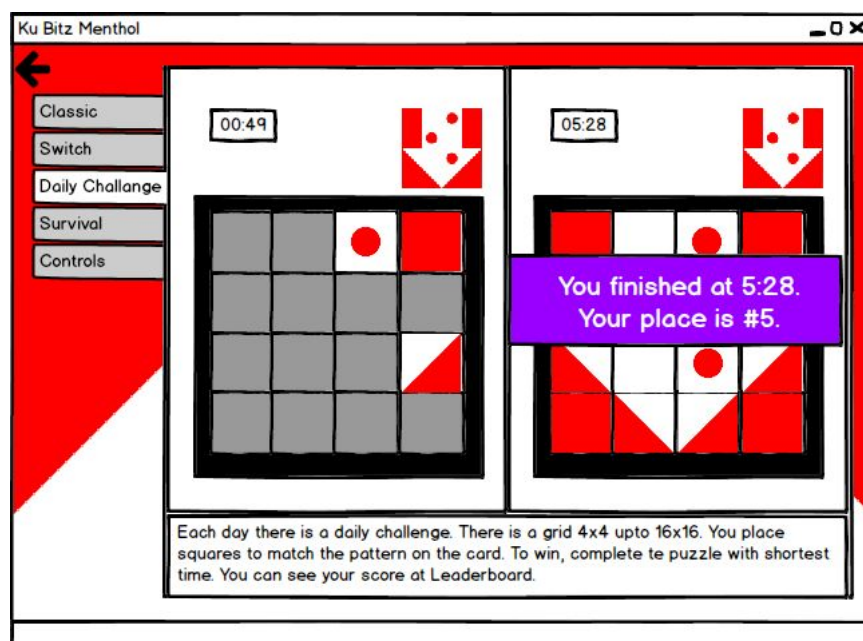 Ku Bitz Menthol
Classic
Switch
Daily Challange
Survival
Controls
00:49
05:28
You finished at 5:28.
Your place is #5.
Each day there is a daily challenge. There is a grid 4x4 upto 16x16. You place
squares to match the pattern on the card. To win, complete te puzzle with shortest
time. You can see your score at Leaderboard.